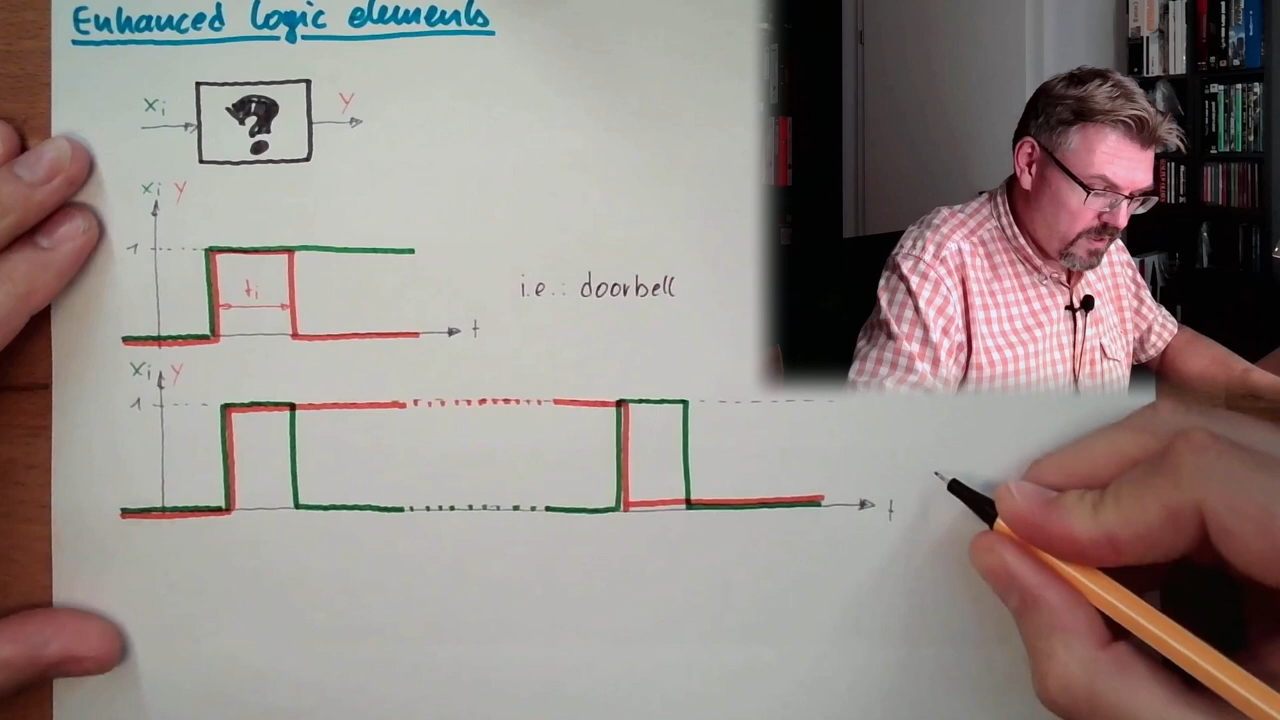 Enhanced Logic elements
xi ? y
xi y
1
ti
t
i.e.: doorbell
xi y
1
t